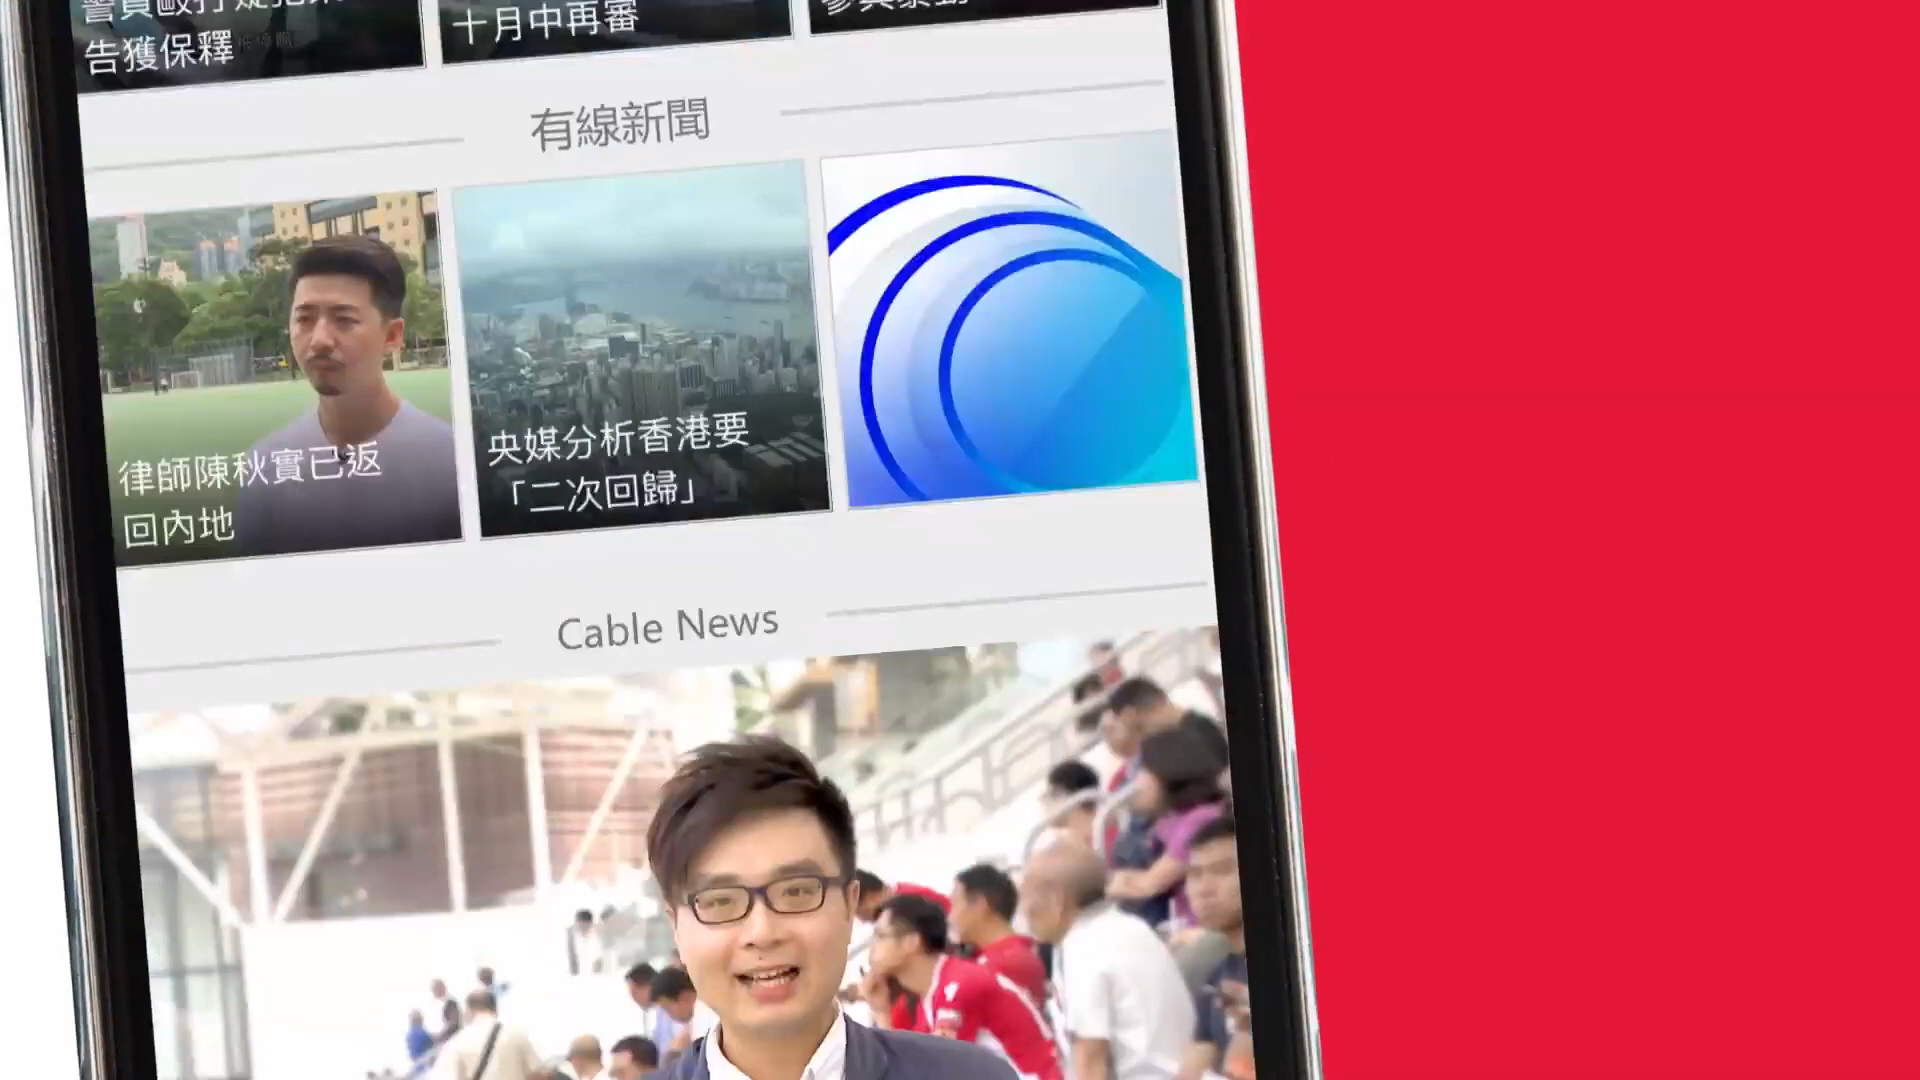 告獲保釋
十月中再審
有線新聞
律師陳秋實已返
回內地
央媒分析香港要
「二次回歸」
Cable News